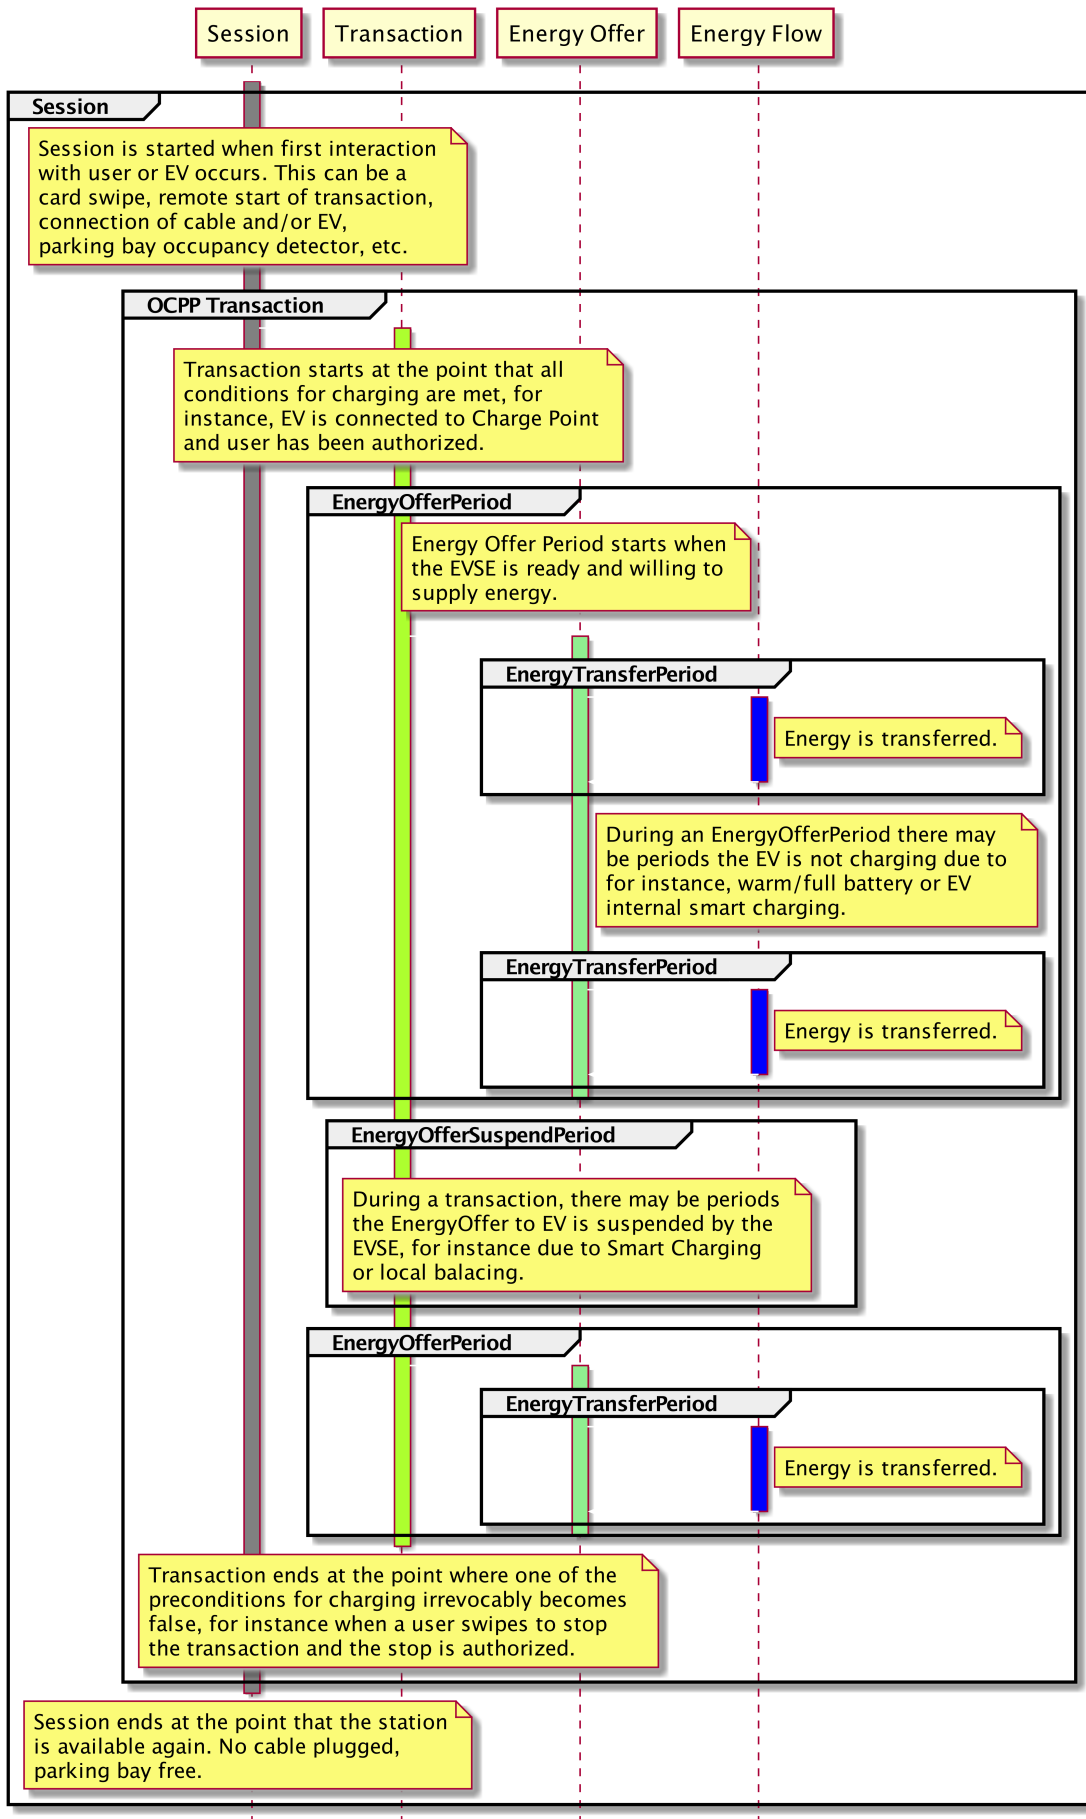 Session
Transaction
Energy Offer
Energy Flow
Session
Session is started when first interaction
with user or EV occurs. This can be a
card swipe, remote start of transaction,
connection of cable and/or EV,
parking bay occupancy detector, etc.
OCPP Transaction
Transaction starts at the point that all
conditions for charging are met, for
instance, EV is connected to Charge Point
and user has been authorized.
EnergyOfferPeriod
Energy Offer Period starts when
the EVSE is ready and willing to
supply energy.
EnergyTransferPeriod
Energy is transferred.
During an EnergyOfferPeriod there may
be periods the EV is not charging due to
for instance, warm/full battery or EV
internal smart charging.
EnergyTransferPeriod
Energy is transferred.
EnergyOfferSuspendPeriod
During a transaction, there may be periods
the EnergyOffer to EV is suspended by the
EVSE, for instance due to Smart Charging
or local balacing.
EnergyOfferPeriod
EnergyTransferPeriod
Energy is transferred.
Transaction ends at the point where one of the
preconditions for charging irrevocably becomes
false, for instance when a user swipes to stop
the transaction and the stop is authorized.
Session ends at the point that the station
is available again. No cable plugged,
parking bay free.